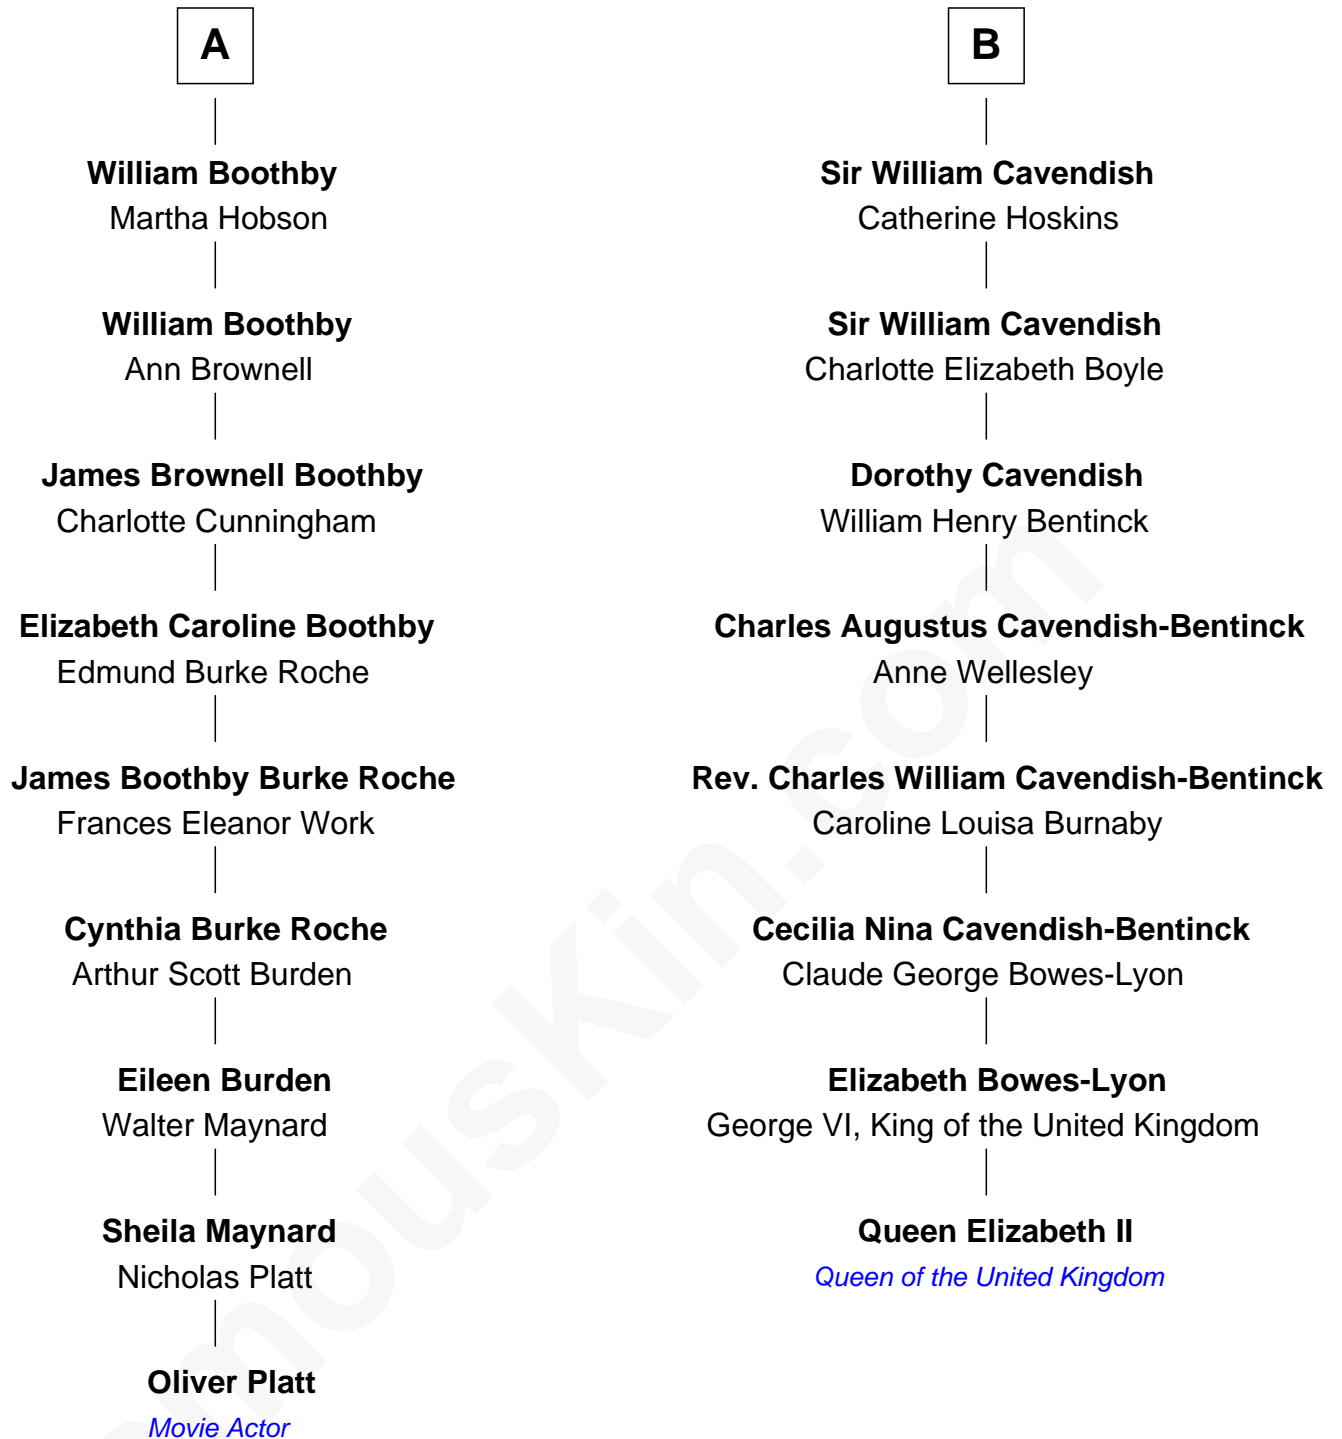 A
William Boothby
Martha Hobson
William Boothby
Ann Brownell
James Brownell Boothby
Charlotte Cunningham
Elizabeth Caroline Boothby
Edmund Burke Roche
James Boothby Burke Roche
Frances Eleanor Work
Cynthia Burke Roche
Arthur Scott Burden
Eileen Burden
Walter Maynard
Sheila Maynard
Nicholas Platt
Oliver Platt
Movie Actor
B
Sir William Cavendish
Catherine Hoskins
Sir William Cavendish
Charlotte Elizabeth Boyle
Dorothy Cavendish
William Henry Bentinck
Charles Augustus Cavendish-Bentinck
Anne Wellesley
Rev. Charles William Cavendish-Bentinck
Caroline Louisa Burnaby
Cecilia Nina Cavendish-Bentinck
Claude George Bowes-Lyon
Elizabeth Bowes-Lyon
George VI, King of the United Kingdom
Queen Elizabeth II
Queen of the United Kingdom
mouskin.com